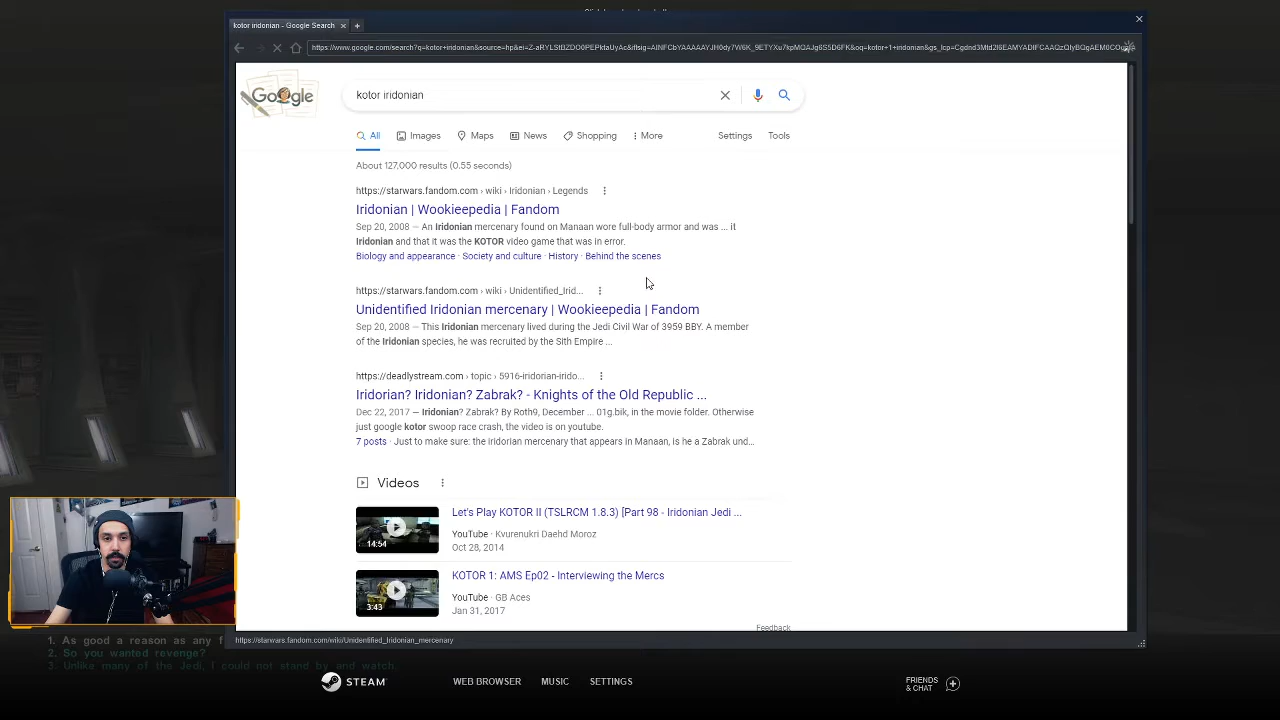 kotor iridonian - Google Search
Google
kotor iridonian
All
Images
Maps
News
Shopping
More
Settings
Tools
About 127,000 results (0.55 seconds)
https://starwars.fandom.com › wiki › Iridonian › Legends
Iridonian | Wookieepedia | Fandom
Sep 20, 2008 — An Iridonian mercenary found on Manaan wore full-body armor and was ... it
Iridonian and that it was the KOTOR video game that was in error.
Biology and appearance · Society and culture · History · Behind the scenes
https://starwars.fandom.com › wiki › Unidentified_Irid...
Unidentified Iridonian mercenary | Wookieepedia | Fandom
Sep 20, 2008 — This Iridonian mercenary lived during the Jedi Civil War of 3959 BBY. A member
of the Iridonian species, he was recruited by the Sith Empire ...
https://deadlystream.com › topic › 5916-iridorian-irido...
Iridorian? Iridonian? Zabrak? - Knights of the Old Republic ...
Dec 22, 2017 — Iridonian? Zabrak? By Roth9, December ... 01g.bik, in the movie folder. Otherwise
just google kotor swoop race crash, the video is on youtube.
7 posts · Just to make sure: the iridorian mercenary that appears in Manaan, is he a Zabrak und...
Videos
Let's Play KOTOR II (TSLRCM 1.8.3) [Part 98 - Iridonian Jedi ...
YouTube · Kvurenukri Daehd Moroz
14:54
Oct 28, 2014
KOTOR 1: AMS Ep02 - Interviewing the Mercs
YouTube · GB Aces
3:43
Jan 31, 2017
Feedback
https://starwars.fandom.com/wiki/Unidentified_Iridonian_mercenary
1. As good a reason as any
2. So you wanted revenge?
3. Unlike many of the Jedi, I could not stand by and watch.
STEAM
WEB BROWSER
MUSIC
SETTINGS
FRIENDS
& CHAT